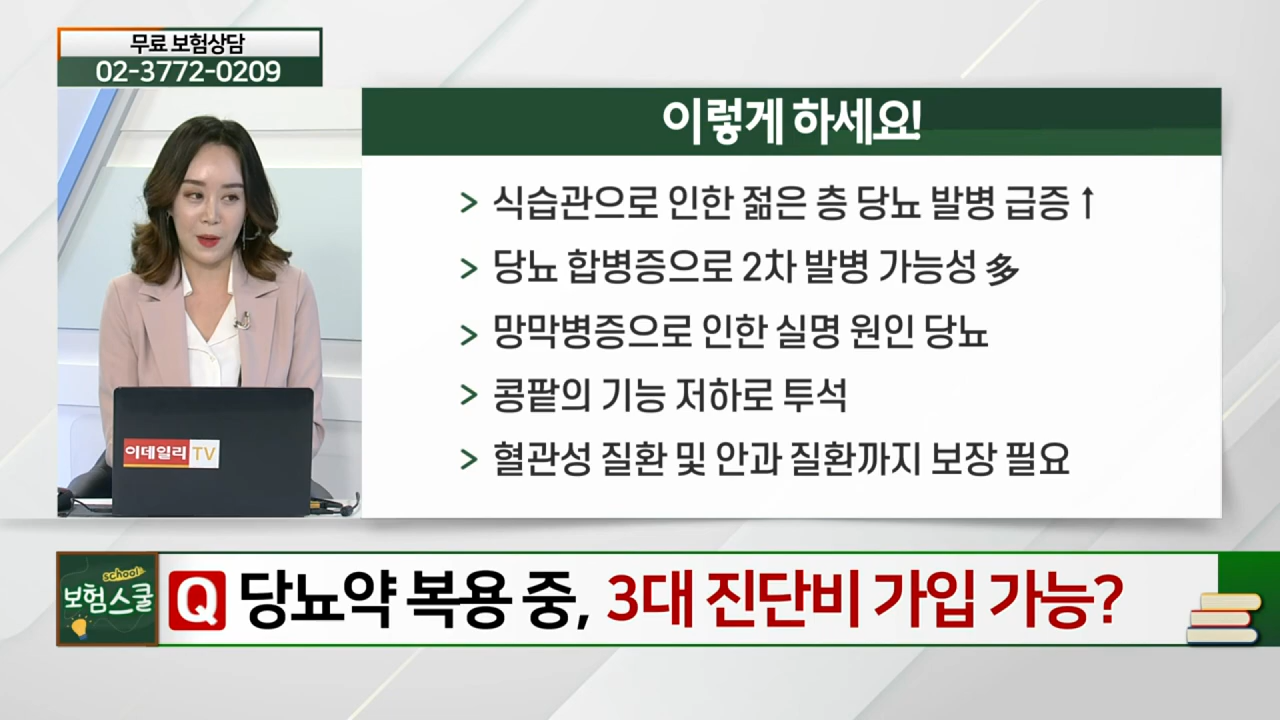 무료 보험상담
02-3772-0209
이렇게 하세요!
> 식습관으로 인한 젊은 층 당뇨 발병 급증↑
> 당뇨 합병증으로 2차 발병 가능성 多
> 망막병증으로 인한 실명 원인 당뇨
> 콩팥의 기능 저하로 투석
> 혈관성 질환 및 안과 질환까지 보장 필요
이데일리 TV
school
보험스쿨
Q 당뇨약 복용 중, 3대 진단비 가입 가능?